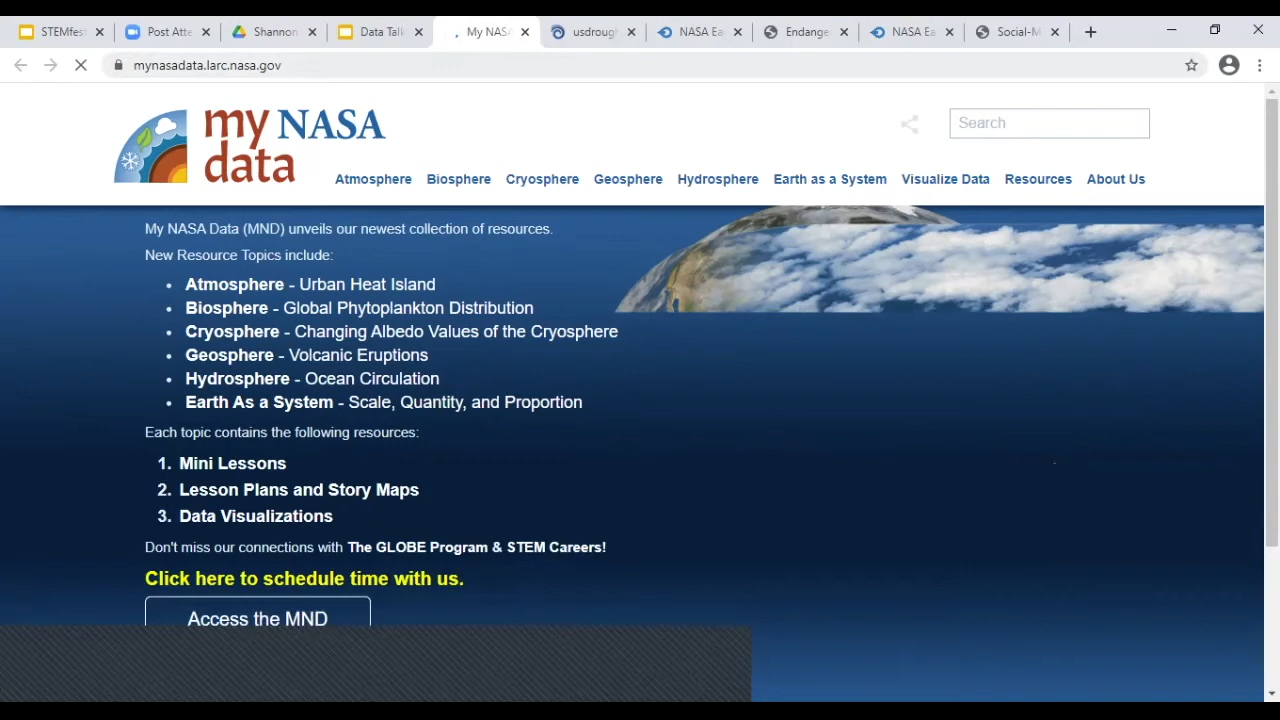 STEMfes
Post Atte
Shannon
Data Talk
My NASA
usdrough
NASA Ea
Endange
NASA Ea
Social-M
mynasadata.larc.nasa.gov
my NASA
data
Search
Atmosphere
Biosphere
Cryosphere
Geosphere
Hydrosphere
Earth as a System
Visualize Data
Resources
About Us
My NASA Data (MND) unveils our newest collection of resources.
New Resource Topics include:
• Atmosphere - Urban Heat Island
• Biosphere - Global Phytoplankton Distribution
• Cryosphere - Changing Albedo Values of the Cryosphere
• Geosphere - Volcanic Eruptions
• Hydrosphere - Ocean Circulation
• Earth As a System - Scale, Quantity, and Proportion
Each topic contains the following resources:
1. Mini Lessons
2. Lesson Plans and Story Maps
3. Data Visualizations
Don't miss our connections with The GLOBE Program & STEM Careers!
Click here to schedule time with us.
Access the MND